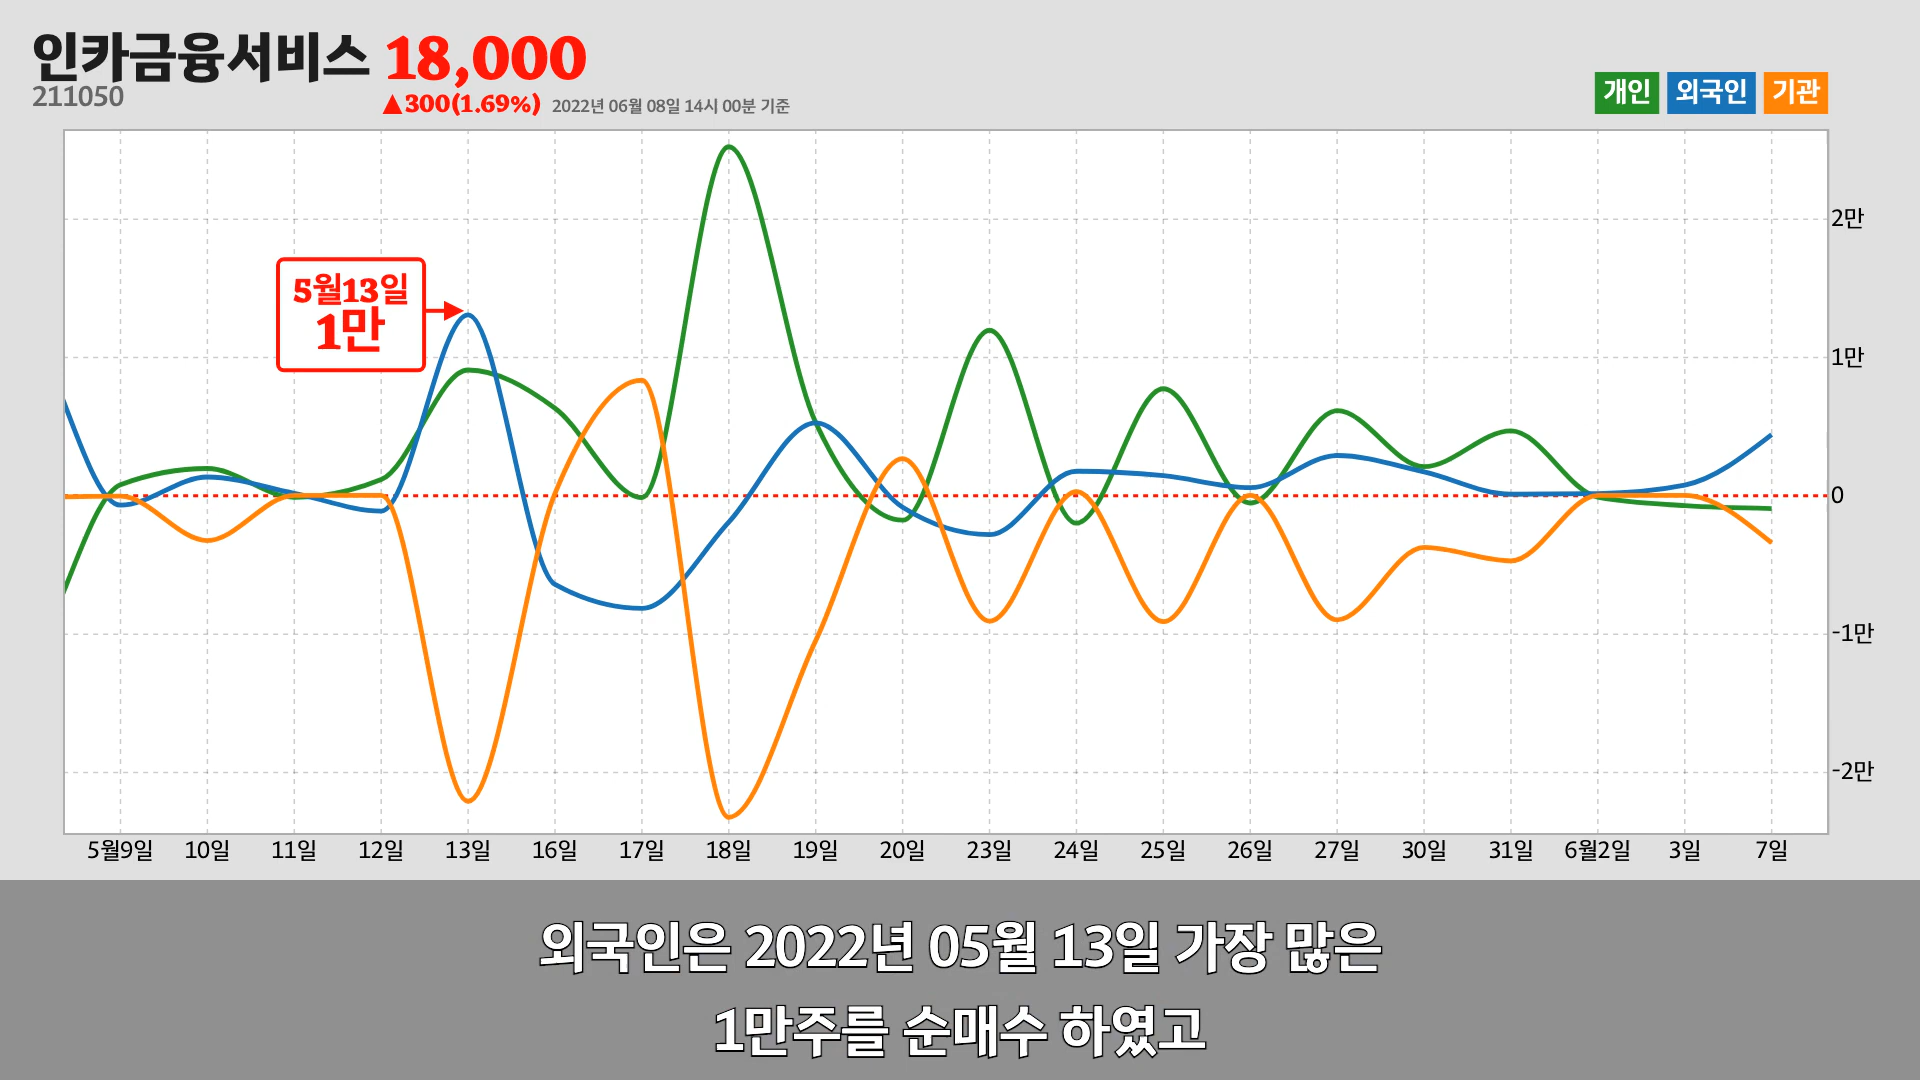 인카금융서비스 18,000
211050
▲300(1.69%) 2022년 06월 08일 14시 00분 기준
개인 외국인 기관
5월13일
1만
2만
1만
0
-1만
-2만
5월9일 10일 11일 12일 13일 16일 17일 18일 19일 20일 23일 24일 25일 26일 27일 30일 31일 6월2일 3일 7일
외국인은 2022년 05월 13일 가장 많은
1만주를 순매수 하였고